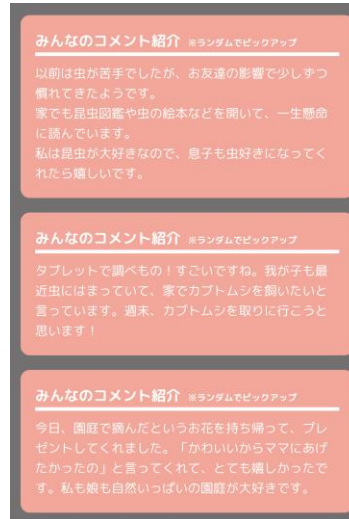 みんなのコメント紹介 ※ランダムでピックアップ
以前は虫が苦手でしたが、お友達の影響で少しずつ
慣れてきたようです。
家でも昆虫図鑑や虫の絵本などを開いて、一生懸命
に読んでいます。
私は昆虫が大好きなので、息子も虫好きになってく
れたら嬉しいです。
みんなのコメント紹介 ※ランダムでピックアップ
タブレットで調べもの！すごいですね。我が子も最
近虫にはまっていて、家でカブトムシを飼いたいと
言っています。週末、カブトムシを取りに行こうと
思います！
みんなのコメント紹介 ※ランダムでピックアップ
今日、園庭で摘んだというお花を持ち帰って、プレ
ゼントしてくれました。「かわいいからママにあげ
たかったの」と言ってくれて、とても嬉しかったで
す。私も娘も自然いっぱいの園庭が大好きです。